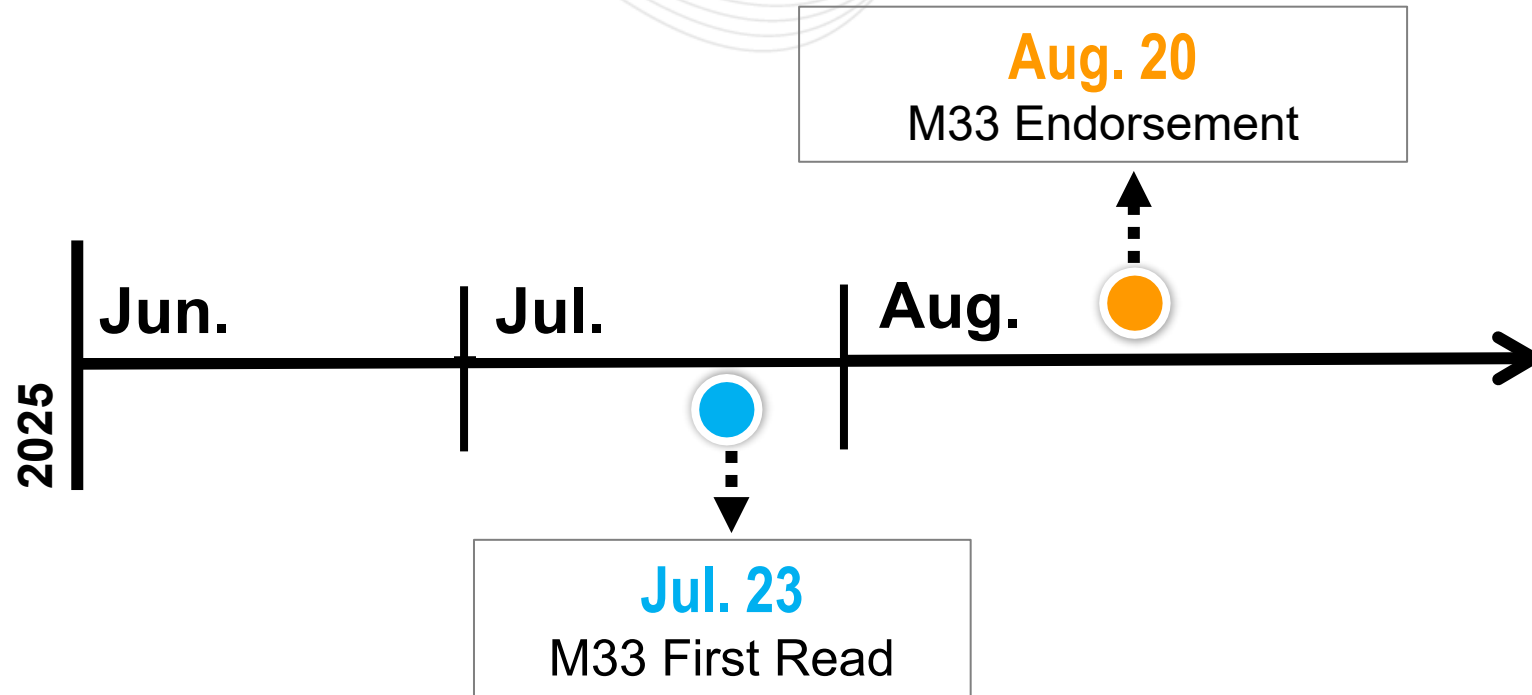 Aug. 20
M33 Endorsement
Jun.
Jul.
Aug.
2025
Jul. 23
M33 First Read